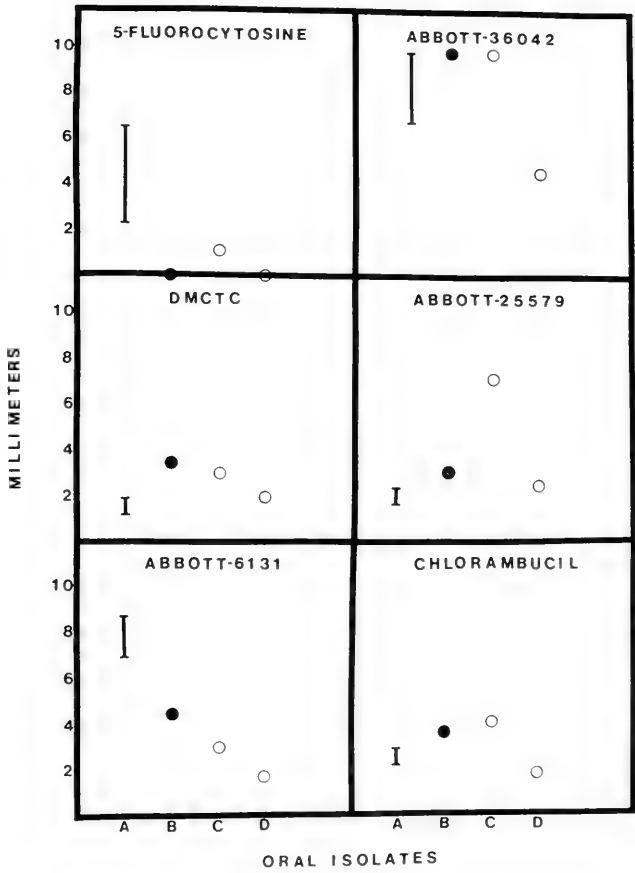 5-FLUOROCYTOSINE
ABBOTT-36042
10
8
6
4
2
DMCTC
ABBOTT-25579
10
8
6
4
2
MILLIMETERS
ABBOTT-6131
CHLORAMBUCIL
10
8
6
4
2
A B C D A B C D
ORAL ISOLATES